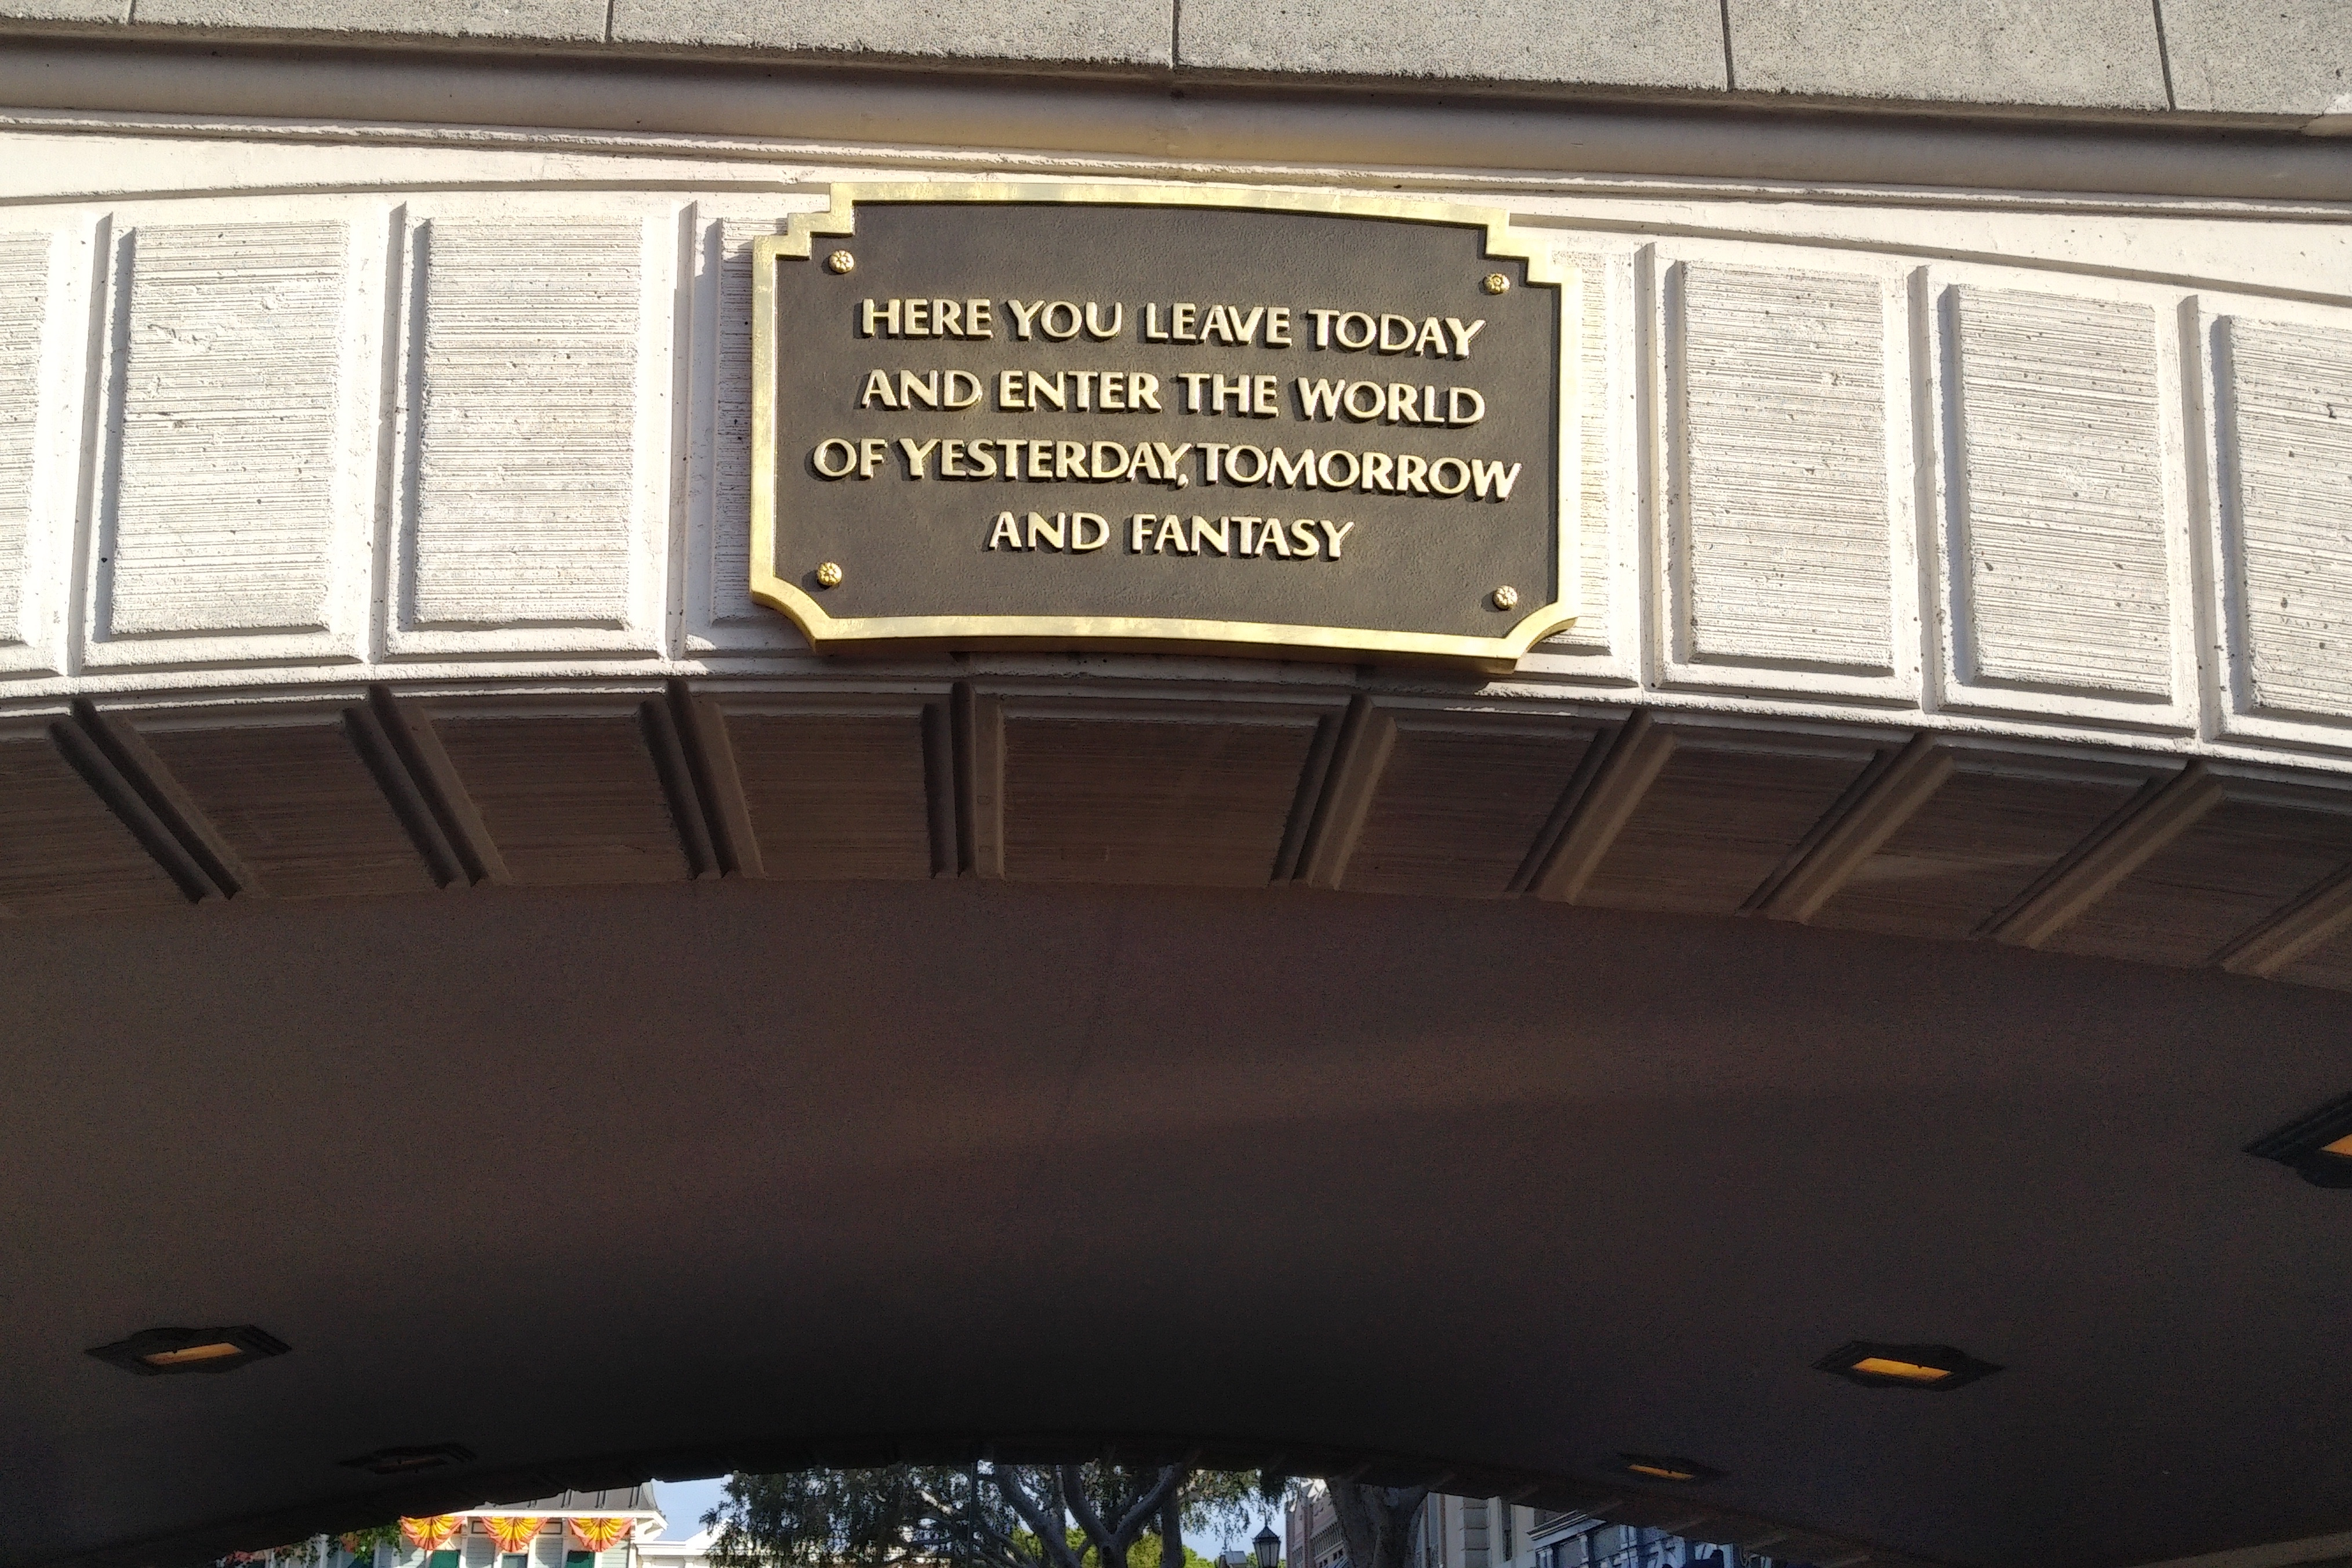 HERE YOU LEAVE TODAY
AND ENTER THE WORLD
OF YESTERDAY, TOMORROW
AND FANTASY